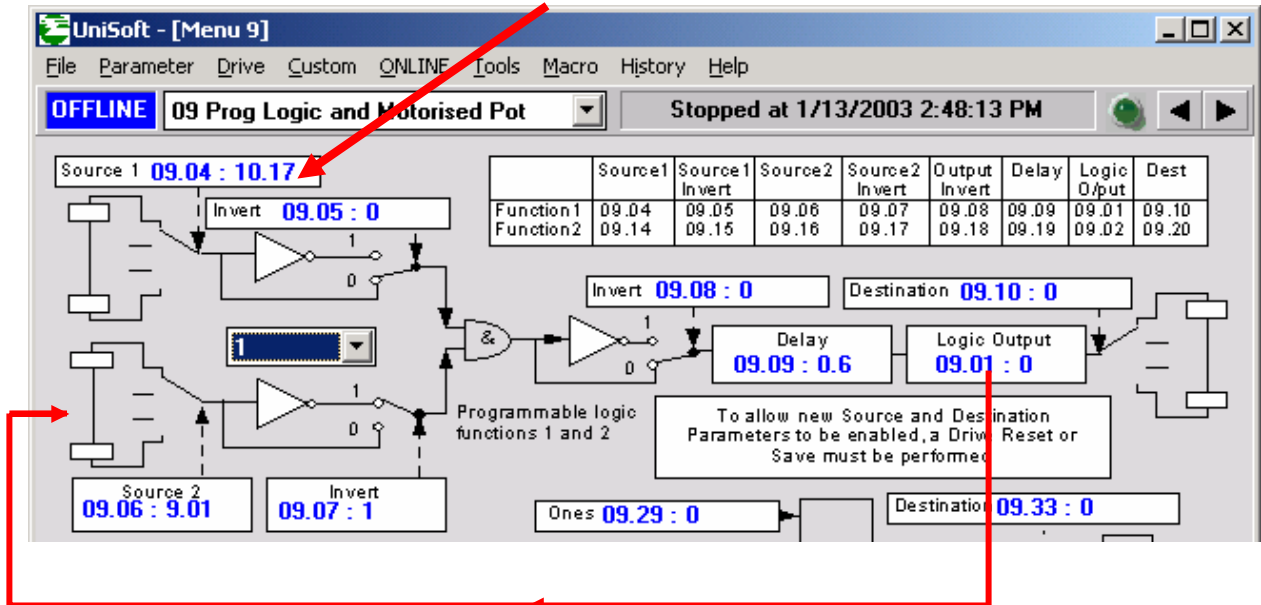 UniSoft - [Menu 9]
File Parameter Drive Custom ONLINE Tools Macro History Help
OFFLINE 09 Prog Logic and Motorised Pot Stopped at 1/13/2003 2:48:13 PM
Source 1 09.04 : 10.17
Invert 09.05 : 0
Source1 Source1 Invert Source2 Source2 Invert Output Invert Delay Logic O/put Dest
Function1 09.04 09.05 09.06 09.07 09.08 09.09 09.01 09.10
Function2 09.14 09.15 09.16 09.17 09.18 09.19 09.02 09.20
1
0
Invert 09.08 : 0
Destination 09.10 : 0
1
&
1
0
Delay
09.09 : 0.6
Logic Output
09.01 : 0
1
0
Programmable logic
functions 1 and 2
To allow new Source and Destination
Parameters to be enabled, a Drive Reset or
Save must be performed
Source 2
09.06 : 9.01
Invert
09.07 : 1
Ones 09.29 : 0
Destination 09.33 : 0